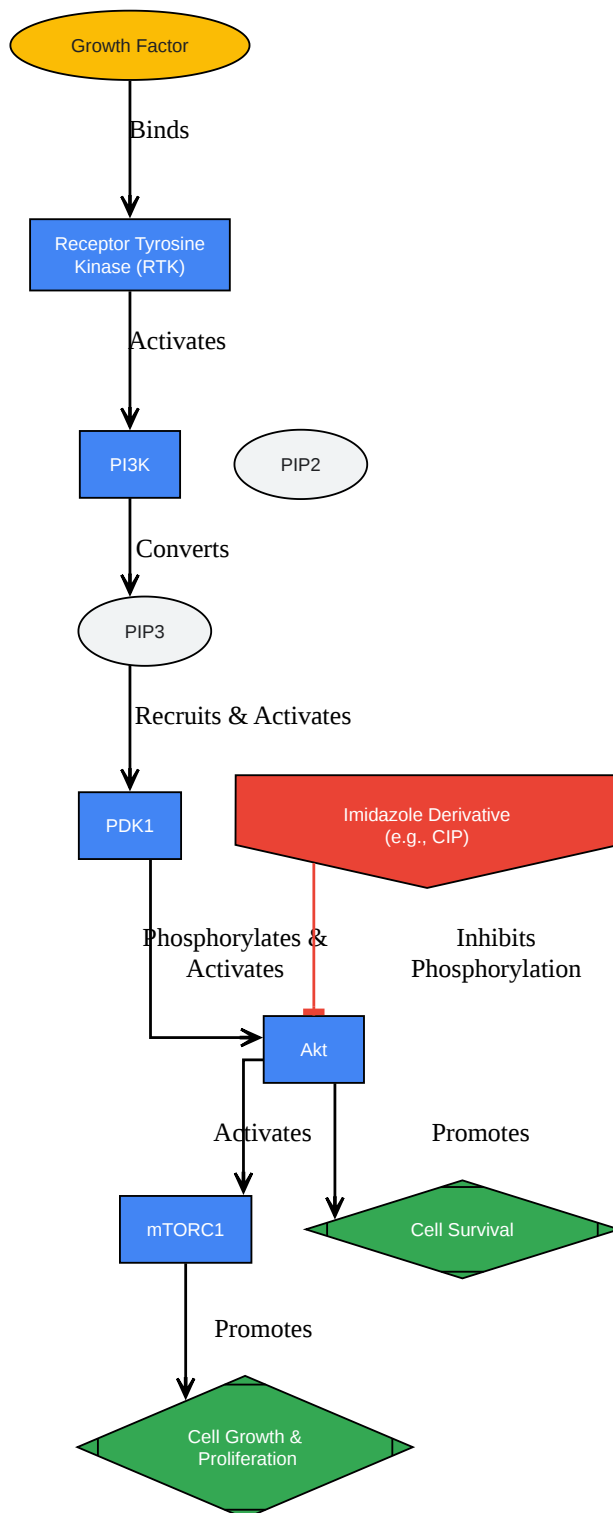 Growth Factor
Binds
Receptor Tyrosine
Kinase (RTK)
Activates
PI3K
PIP2
Converts
PIP3
Recruits & Activates
PDK1
Imidazole Derivative
(e.g., CIP)
Phosphorylates &
Activates
Inhibits
Phosphorylation
Akt
Activates
Promotes
mTORC1
Cell Survival
Promotes
Cell Growth &
Proliferation